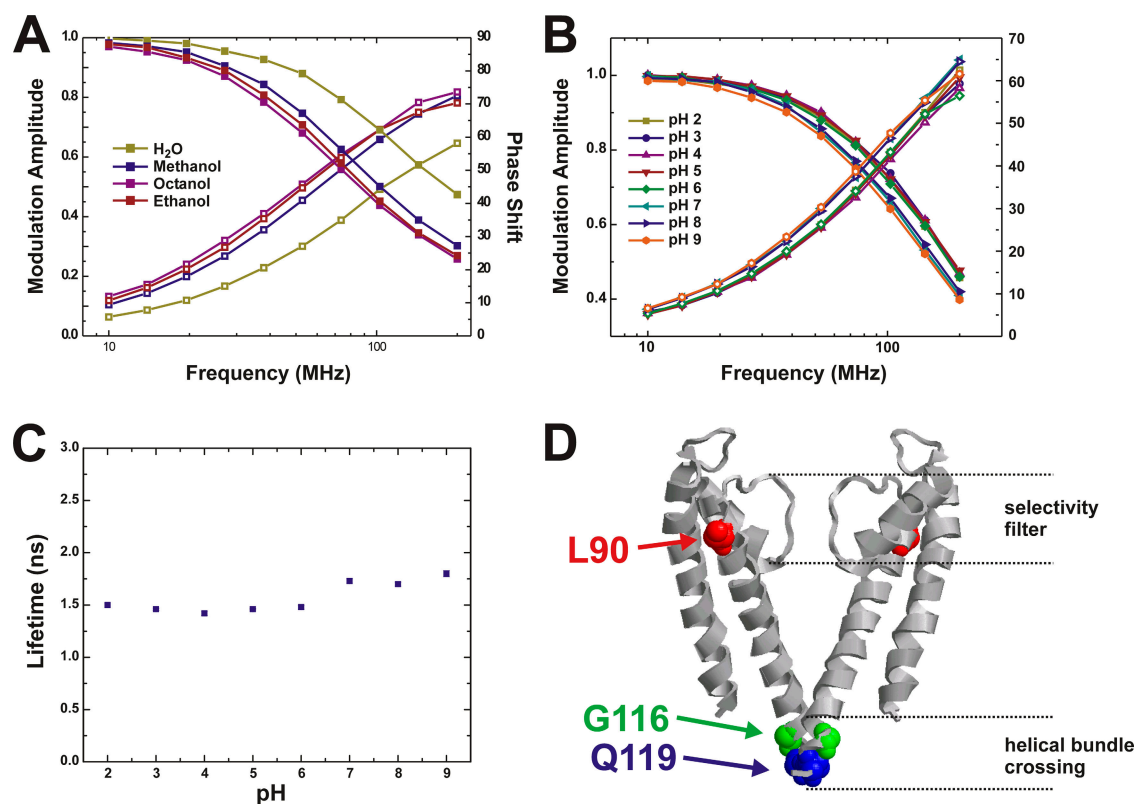 A
Modulation Amplitude
1.0
0.8
0.6
0.4
0.2
0.0
90
80
70
60
50
40
30
20
10
0
Phase Shift
H2O
Methanol
Octanol
Ethanol
10
100
Frequency (MHz)
B
Modulation Amplitude
1.0
0.8
0.6
0.4
70
60
50
40
30
20
10
0
pH 2
pH 3
pH 4
pH 5
pH 6
pH 7
pH 8
pH 9
10
100
Frequency (MHz)
C
Lifetime (ns)
3.0
2.5
2.0
1.5
1.0
0.5
0.0
2 3 4 5 6 7 8 9
pH
D
L90
G116
Q119
selectivity
filter
helical bundle
crossing